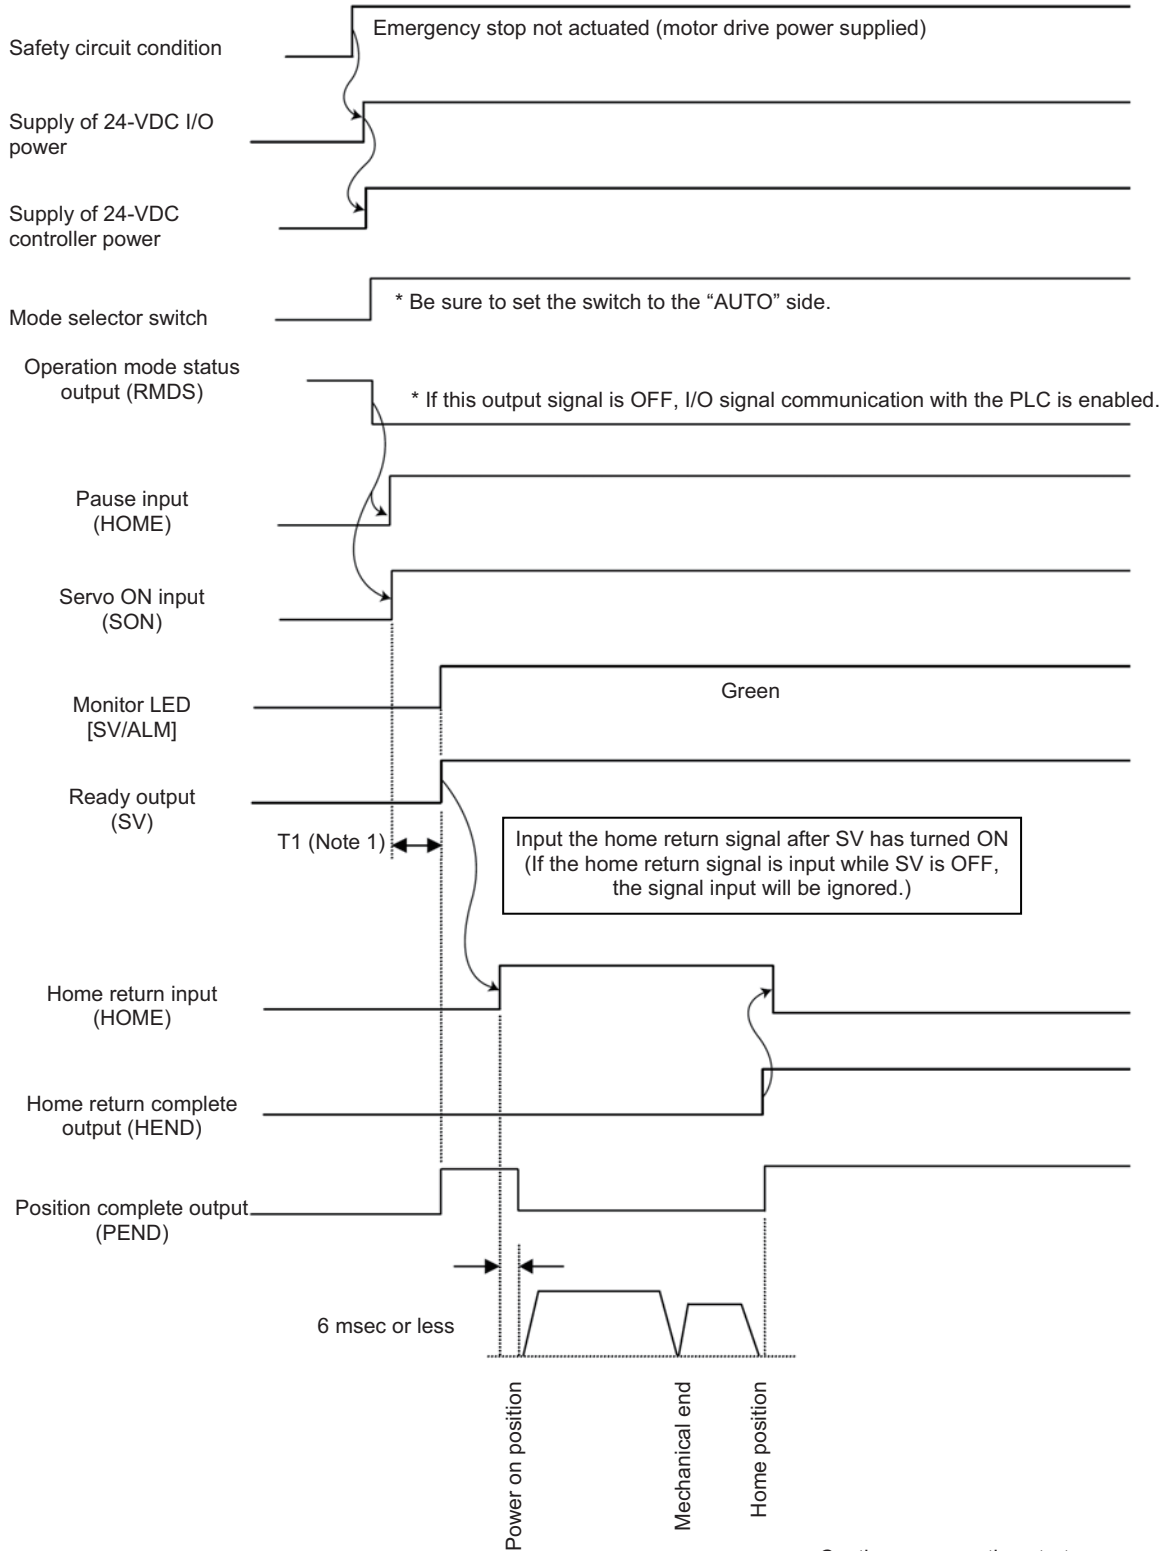 Emergency stop not actuated (motor drive power supplied)
Safety circuit condition
Supply of 24-VDC I/O
power
Supply of 24-VDC
controller power
* Be sure to set the switch to the “AUTO” side.
Mode selector switch
Operation mode status
output (RMDS)
* If this output signal is OFF, I/O signal communication with the PLC is enabled.
Pause input
(HOME)
Servo ON input
(SON)
Monitor LED
[SV/ALM]
Green
Ready output
(SV)
T1 (Note 1)
Input the home return signal after SV has turned ON
(If the home return signal is input while SV is OFF,
the signal input will be ignored.)
Home return input
(HOME)
Home return complete
output (HEND)
Position complete output
(PEND)
6 msec or less
Power on position
Mechanical end
Home position